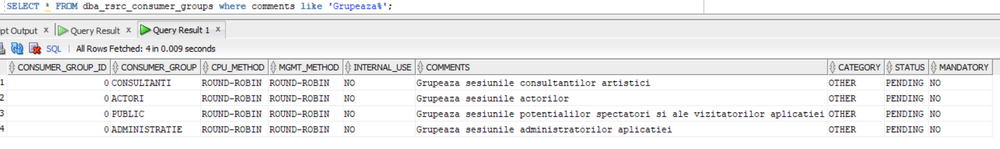 SELECT * FROM dba_rsrc_consumer_groups where comments like 'Grupeaza%';
ipt Output x Query Result x Query Result 1 x
SQL | All Rows Fetched: 4 in 0.009 seconds
CONSUMER_GROUP_ID CONSUMER_GROUP CPU_METHOD MGMT_METHOD INTERNAL_USE COMMENTS CATEGORY STATUS MANDATORY
1 0 CONSULTANTI ROUND-ROBIN ROUND-ROBIN NO Grupeaza sesiunile consultantilor artistici OTHER PENDING NO
2 0 ACTORI ROUND-ROBIN ROUND-ROBIN NO Grupeaza sesiunile actorilor OTHER PENDING NO
3 0 PUBLIC ROUND-ROBIN ROUND-ROBIN NO Grupeaza sesiunile potentialilor spectatori si ale vizitatorilor aplicatiei OTHER PENDING NO
4 0 ADMINISTRATIE ROUND-ROBIN ROUND-ROBIN NO Grupeaza sesiunile administratorilor aplicatiei OTHER PENDING NO